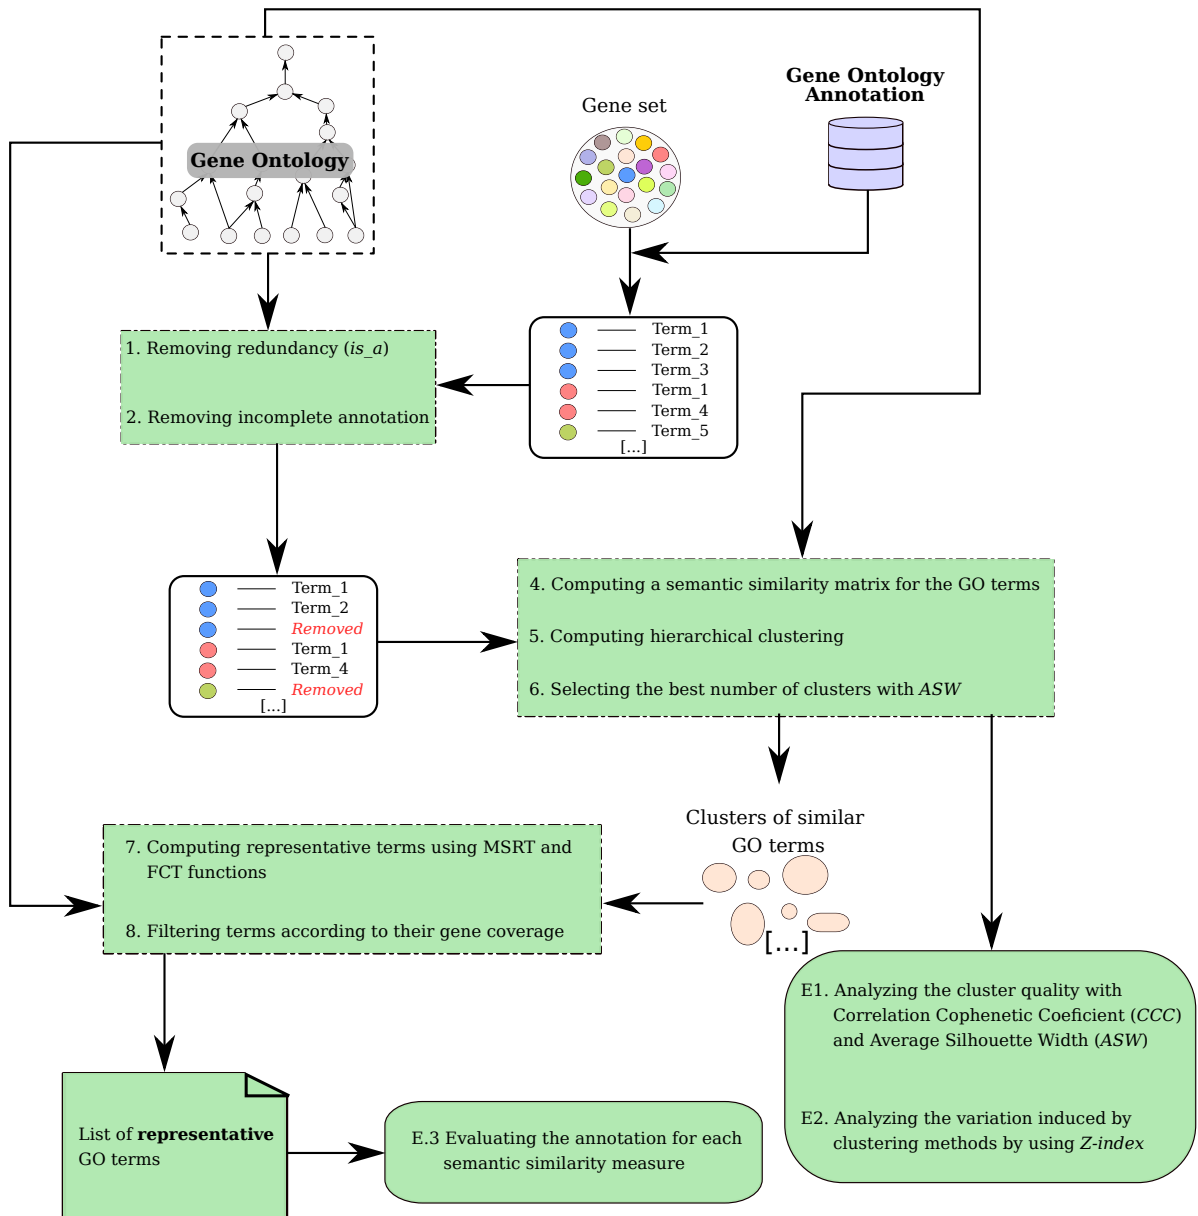 Gene Ontology
Gene set
Gene Ontology
Annotation
Term_1
Term_2
Term_3
Term_1
Term_4
Term_5
[...]
1. Removing redundancy (is_a)
2. Removing incomplete annotation
Term_1
Term_2
Removed
Term_1
Term_4
Removed
[...]
4. Computing a semantic similarity matrix for the GO terms
5. Computing hierarchical clustering
6. Selecting the best number of clusters with ASW
Clusters of similar
GO terms
[...]
7. Computing representative terms using MSRT and
FCT functions
8. Filtering terms according to their gene coverage
E1. Analyzing the cluster quality with
Correlation Cophenetic Coeficient (CCC)
and Average Silhouette Width (ASW)
E2. Analyzing the variation induced by
clustering methods by using Z-index
List of representative
GO terms
E.3 Evaluating the annotation for each
semantic similarity measure